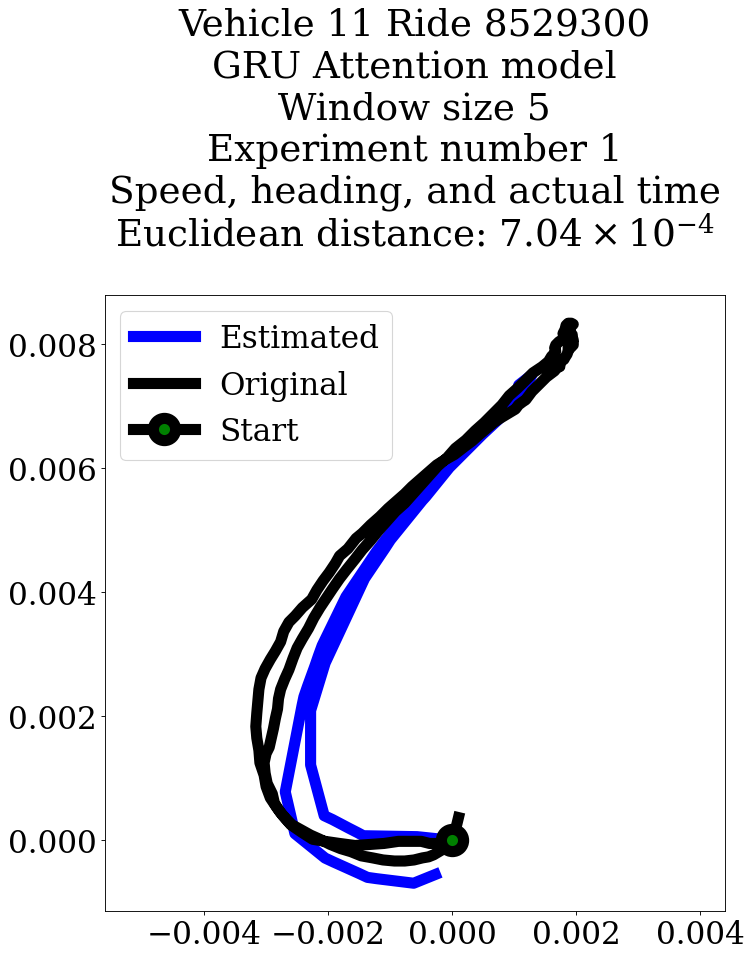 Vehicle 11 Ride 8529300
GRU Attention model
Window size 5
Experiment number 1
Speed, heading, and actual time
Euclidean distance: 7.04 × 10⁻⁴
Estimated
Original
Start
0.008
0.006
0.004
0.002
0.000
−0.004 −0.002 0.000 0.002 0.004